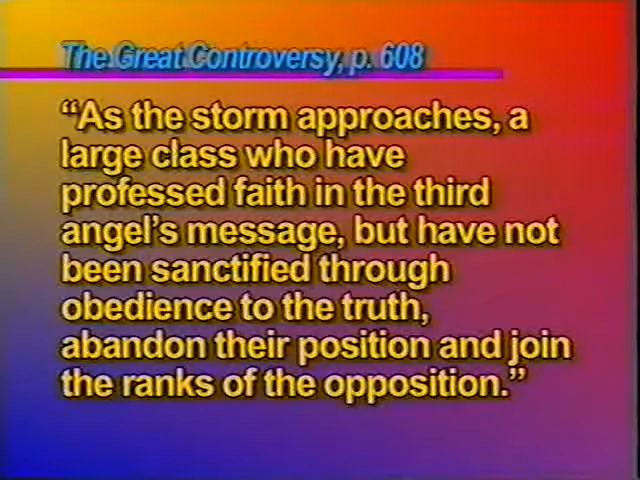 The Great Controversy, p. 608
“As the storm approaches, a
large class who have
professed faith in the third
angel’s message, but have not
been sanctified through
obedience to the truth,
abandon their position and join
the ranks of the opposition.”